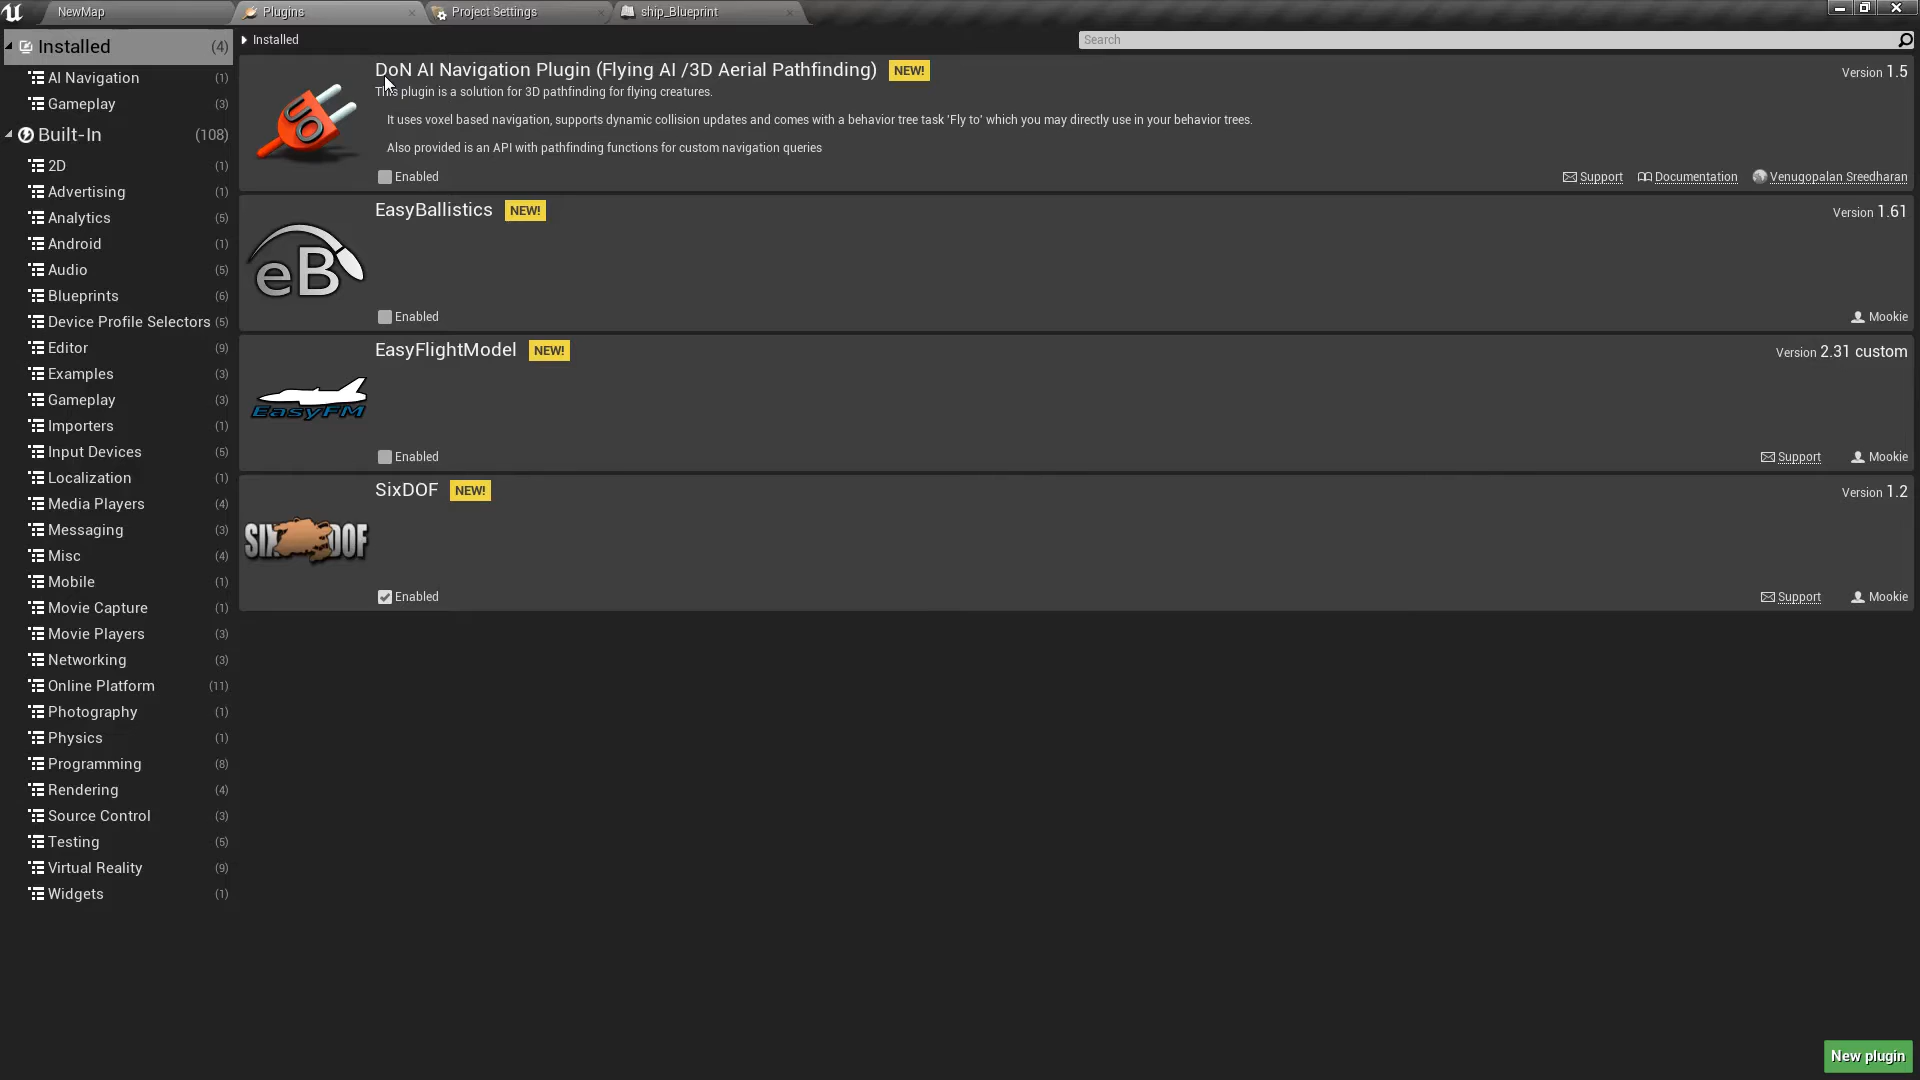 NewMap
Plugins
Project Settings
ship_Blueprint
Installed (4)
AI Navigation (1)
Gameplay (3)
Built-In (108)
2D (1)
Advertising (1)
Analytics (5)
Android (1)
Audio (5)
Blueprints (6)
Device Profile Selectors (5)
Editor (9)
Examples (3)
Gameplay (3)
Importers (1)
Input Devices (5)
Localization (1)
Media Players (4)
Messaging (3)
Misc (4)
Mobile (1)
Movie Capture (1)
Movie Players (3)
Networking (3)
Online Platform (11)
Photography (1)
Physics (1)
Programming (8)
Rendering (4)
Source Control (3)
Testing (5)
Virtual Reality (9)
Widgets (1)
Installed
Search
DoN AI Navigation Plugin (Flying AI /3D Aerial Pathfinding) NEW! Version 1.5
This plugin is a solution for 3D pathfinding for flying creatures.
It uses voxel based navigation, supports dynamic collision updates and comes with a behavior tree task 'Fly to' which you may directly use in your behavior trees.
Also provided is an API with pathfinding functions for custom navigation queries
UO
Enabled Support Documentation Venugopalan Sreedharan
EasyBallistics NEW! Version 1.61
eB
Enabled Mookie
EasyFlightModel NEW! Version 2.31 custom
EasyFM
Enabled Support Mookie
SixDOF NEW! Version 1.2
SIX DOF
Enabled Support Mookie
New plugin